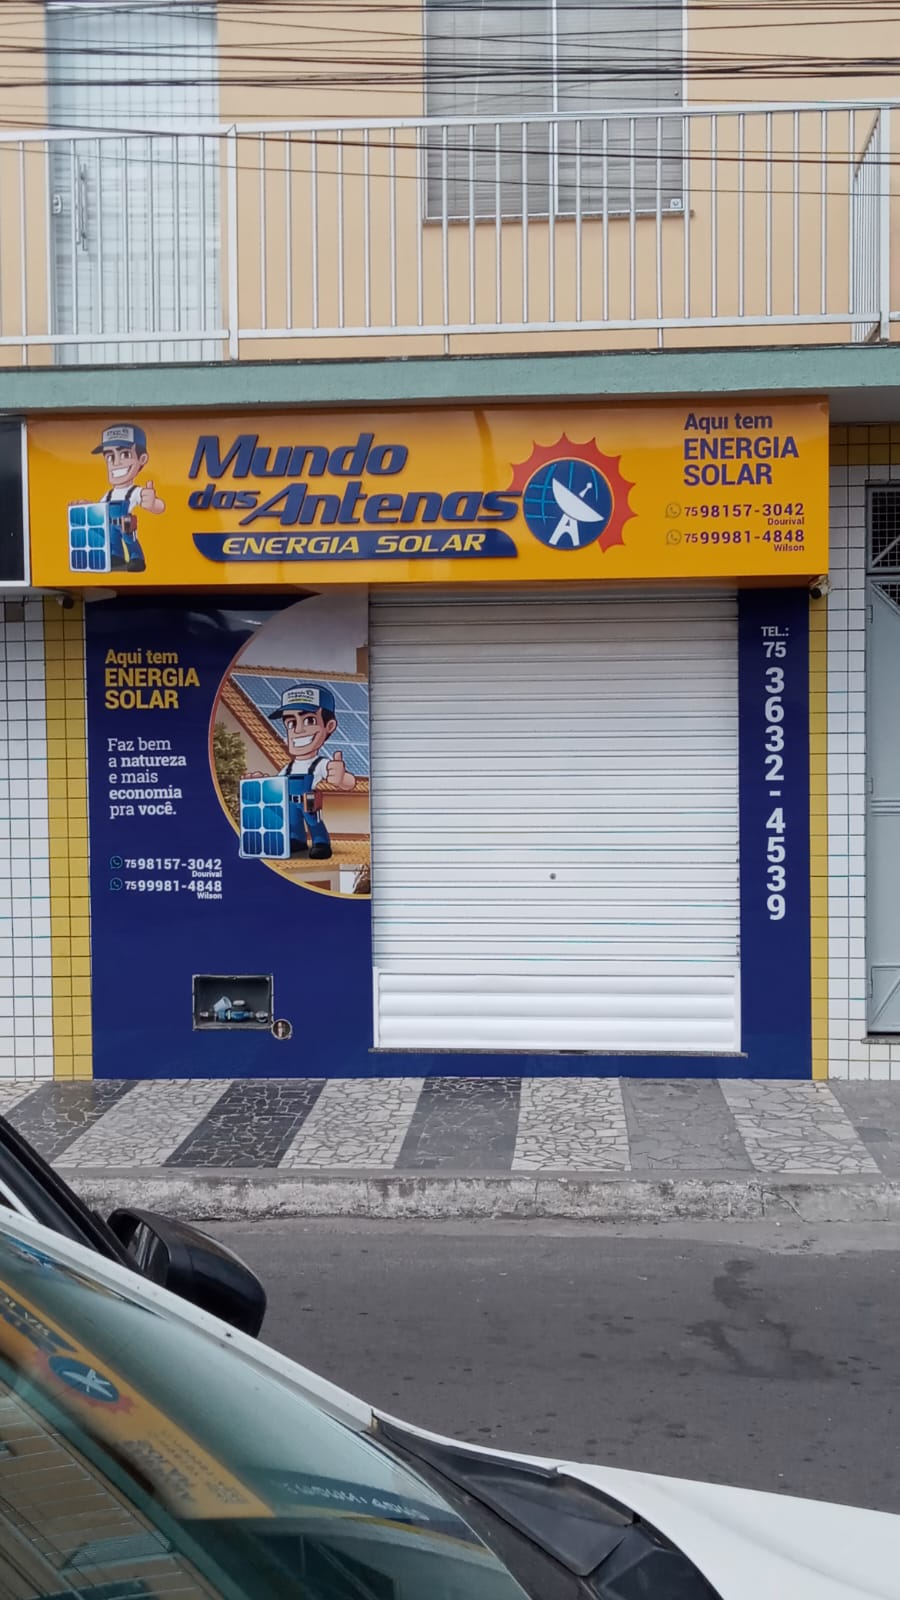 Mundo
das Antenas
ENERGIA SOLAR
Aqui tem
ENERGIA
SOLAR
75 98157-3042
Dourival
75 99981-4848
Wilson
Aqui tem
ENERGIA
SOLAR
Faz bem
a natureza
e mais
economia
pra você.
75 98157-3042
Dourival
75 99981-4848
Wilson
TEL.:
75
3632-4539